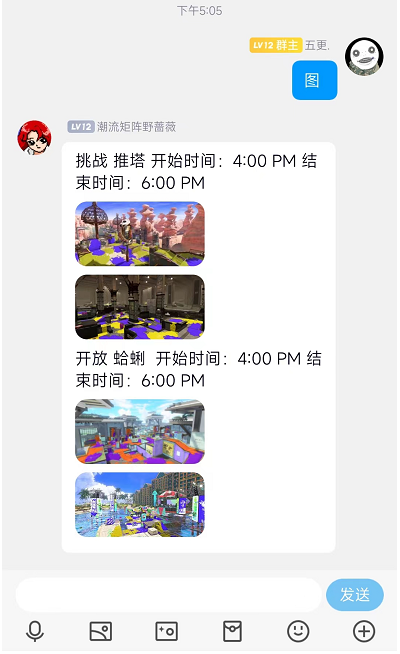 下午5:05
LV12 群主 五更.
图
LV12 潮流矩阵野蔷薇
挑战 推塔 开始时间：4:00 PM 结
束时间：6:00 PM
开放 蛤蜊 开始时间：4:00 PM 结
束时间：6:00 PM
发送